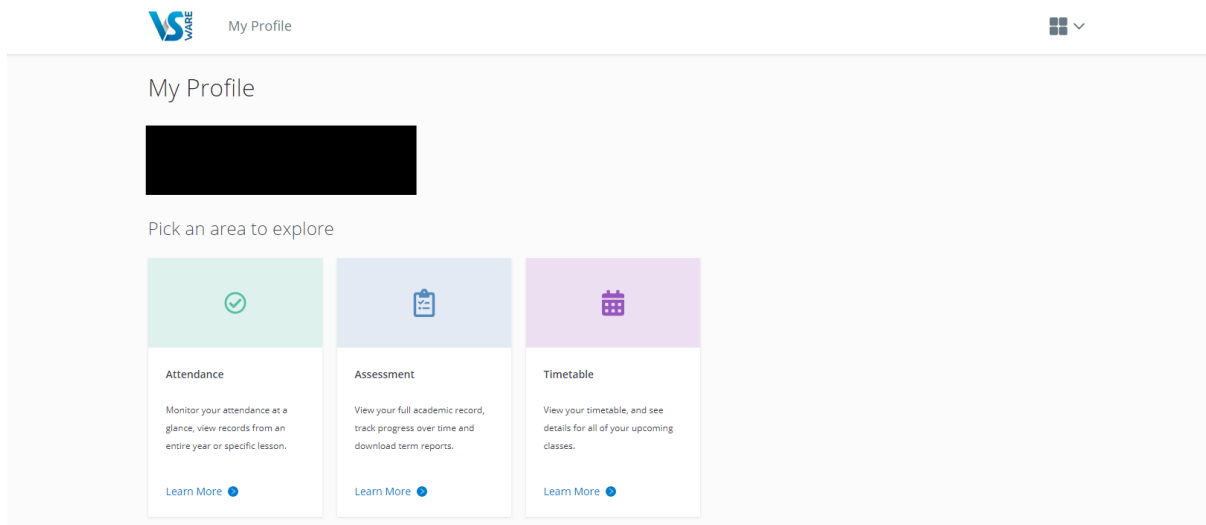 VS WARE My Profile
My Profile
Pick an area to explore
Attendance
Monitor your attendance at a
glance, view records from an
entire year or specific lesson.
Learn More
Assessment
View your full academic record,
track progress over time and
download term reports.
Learn More
Timetable
View your timetable, and see
details for all of your upcoming
classes.
Learn More